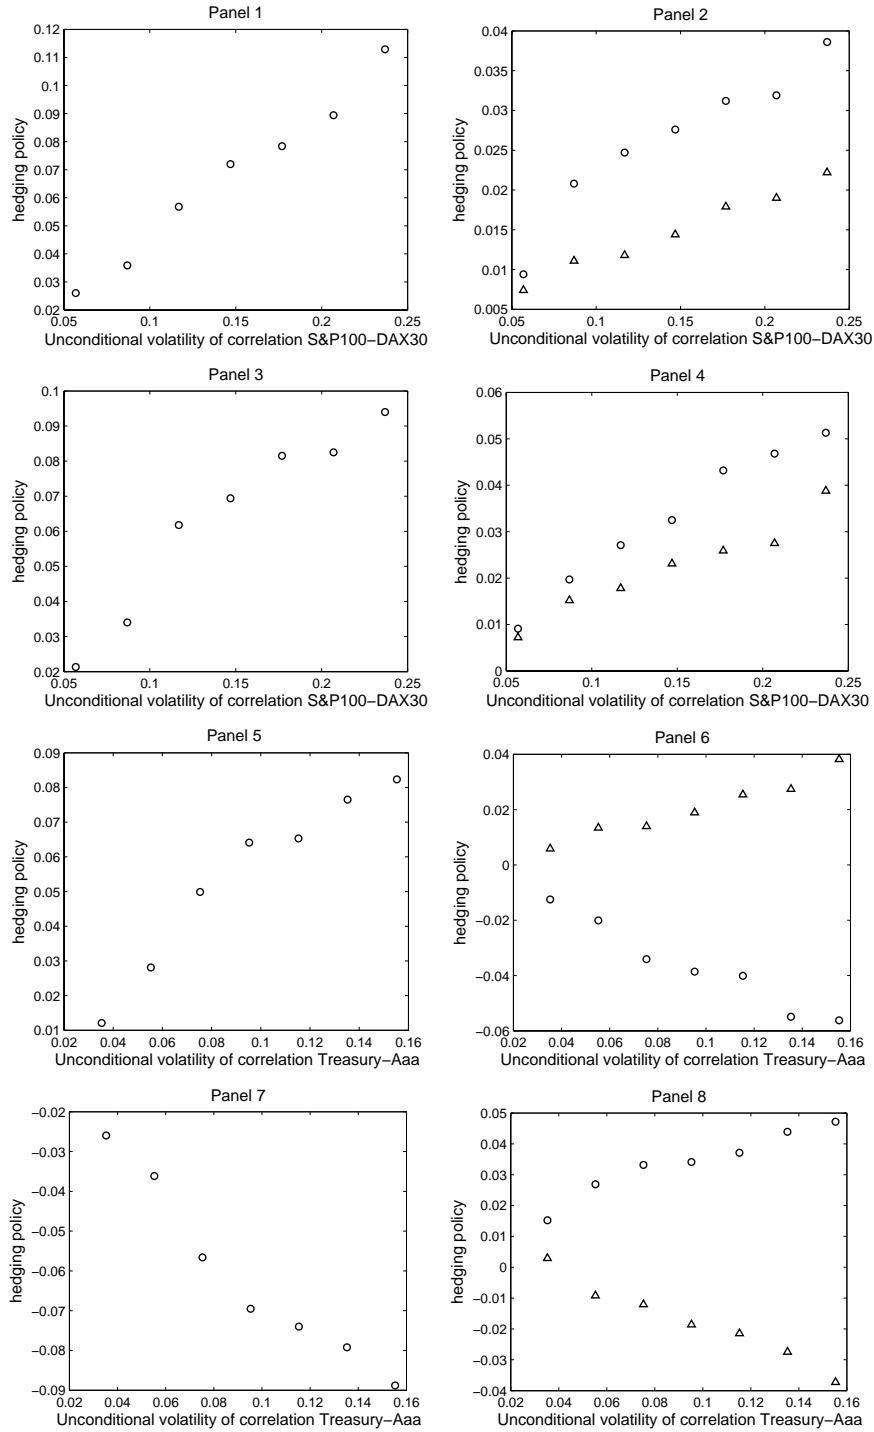 Panel 1
0.12
0.11
0.1
0.09
0.08
0.07
0.06
0.05
0.04
0.03
0.02
0.05 0.1 0.15 0.2 0.25
hedging policy
Unconditional volatility of correlation S&P100−DAX30
Panel 2
0.04
0.035
0.03
0.025
0.02
0.015
0.01
0.005
0.05 0.1 0.15 0.2 0.25
hedging policy
Unconditional volatility of correlation S&P100−DAX30
Panel 3
0.1
0.09
0.08
0.07
0.06
0.05
0.04
0.03
0.02
0.05 0.1 0.15 0.2 0.25
hedging policy
Unconditional volatility of correlation S&P100−DAX30
Panel 4
0.06
0.05
0.04
0.03
0.02
0.01
0
0.05 0.1 0.15 0.2 0.25
hedging policy
Unconditional volatility of correlation S&P100−DAX30
Panel 5
0.09
0.08
0.07
0.06
0.05
0.04
0.03
0.02
0.01
0.02 0.04 0.06 0.08 0.1 0.12 0.14 0.16
hedging policy
Unconditional volatility of correlation Treasury−Aaa
Panel 6
0.04
0.02
0
−0.02
−0.04
−0.06
0.02 0.04 0.06 0.08 0.1 0.12 0.14 0.16
hedging policy
Unconditional volatility of correlation Treasury−Aaa
Panel 7
−0.02
−0.03
−0.04
−0.05
−0.06
−0.07
−0.08
−0.09
0.02 0.04 0.06 0.08 0.1 0.12 0.14 0.16
hedging policy
Unconditional volatility of correlation Treasury−Aaa
Panel 8
0.05
0.04
0.03
0.02
0.01
0
−0.01
−0.02
−0.03
−0.04
0.02 0.04 0.06 0.08 0.1 0.12 0.14 0.16
hedging policy
Unconditional volatility of correlation Treasury−Aaa